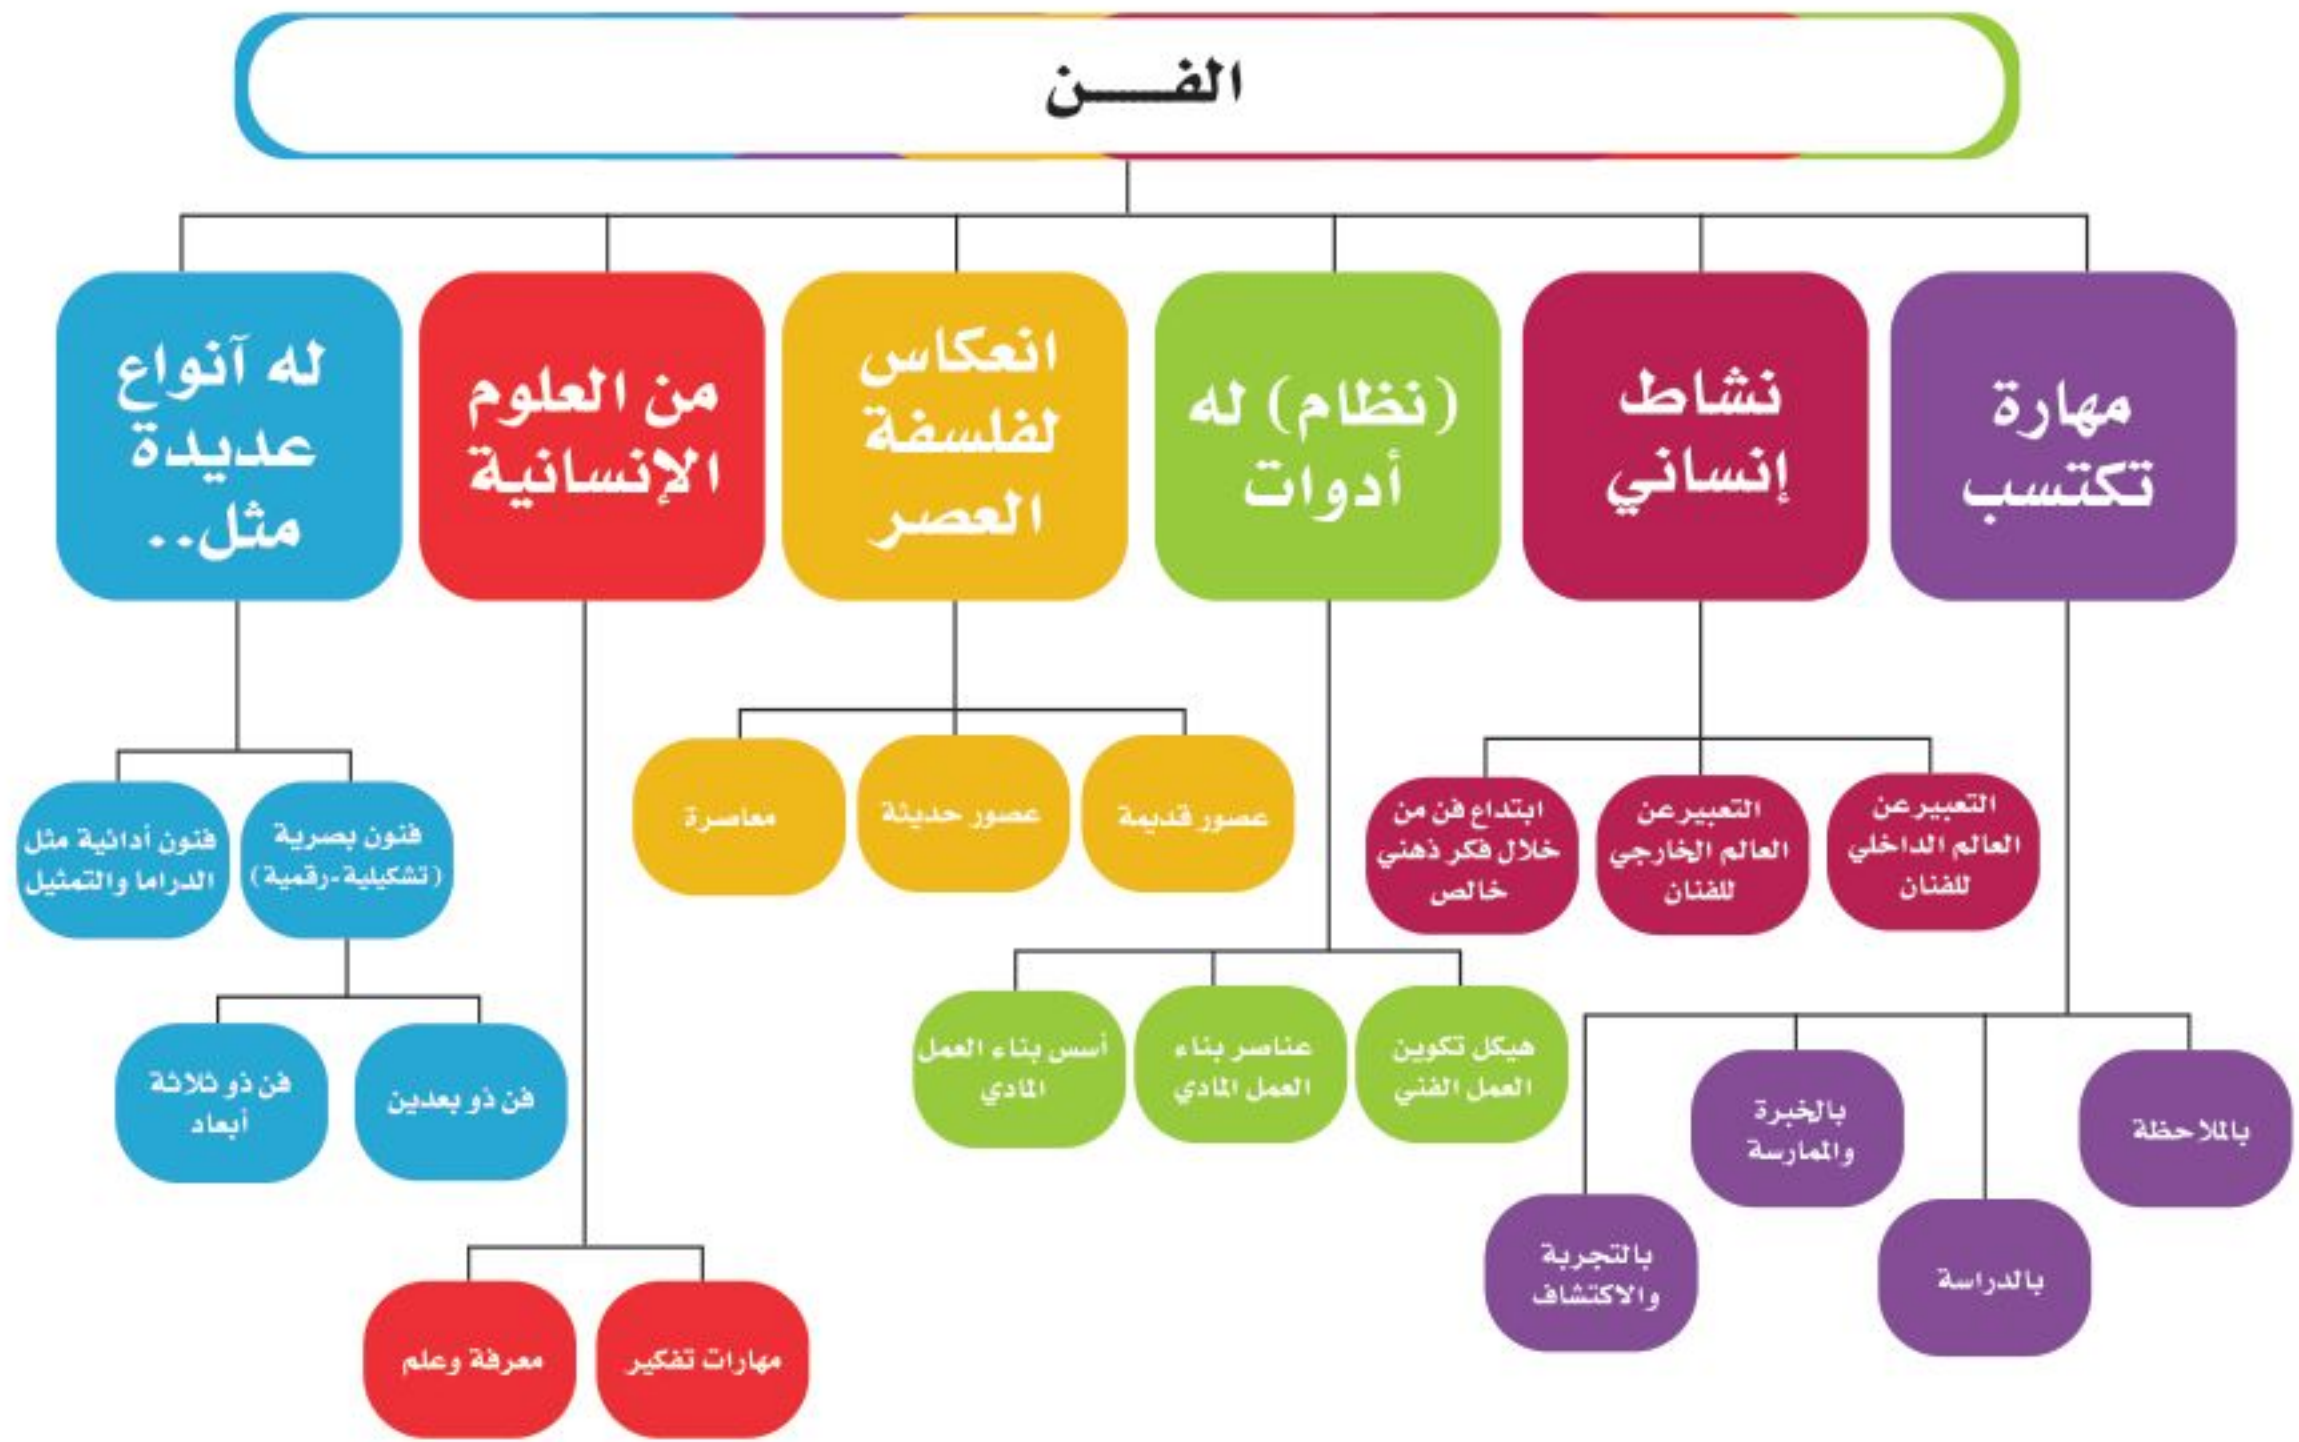 الفـــــن
مهارة
تكتسب
نشاط
إنساني
(نظام) له
أدوات
انعكاس
لفلسفة
العصر
من العلوم
الإنسانية
له آنواع
عديدة
مثل..
التعبير عن
العالم الداخلي
للفنان
التعبير عن
العالم الخارجي
للفنان
ابتداع فن من
خلال فكر ذهني
خالص
عصور قديمة
عصور حديثة
معاصرة
فنون بصرية
(تشكيلية-رقمية)
فنون أدائية مثل
الدراما والتمثيل
هيكل تكوين
العمل الفني
عناصر بناء
العمل المادي
أسس بناء العمل
المادي
فن ذو بعدين
فن ذو ثلاثة
أبعاد
بالملاحظة
بالخبرة
والممارسة
بالدراسة
بالتجربة
والاكتشاف
مهارات تفكير
معرفة وعلم